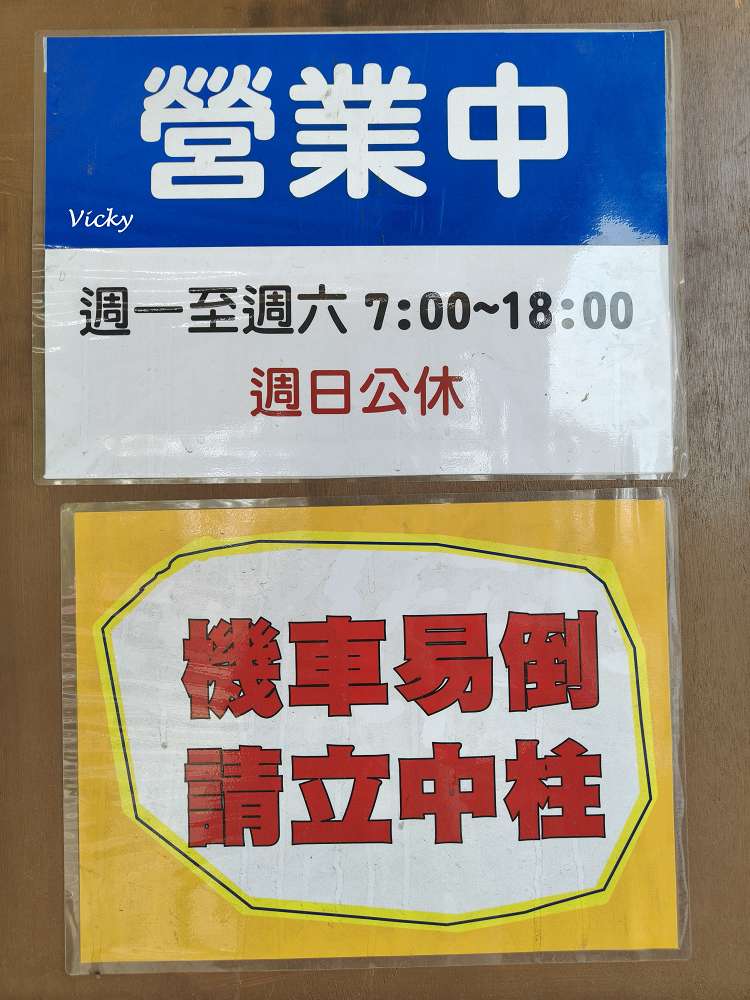 營業中
Vicky
週一至週六 7:00~18:00
週日公休
機車易倒
請立中柱